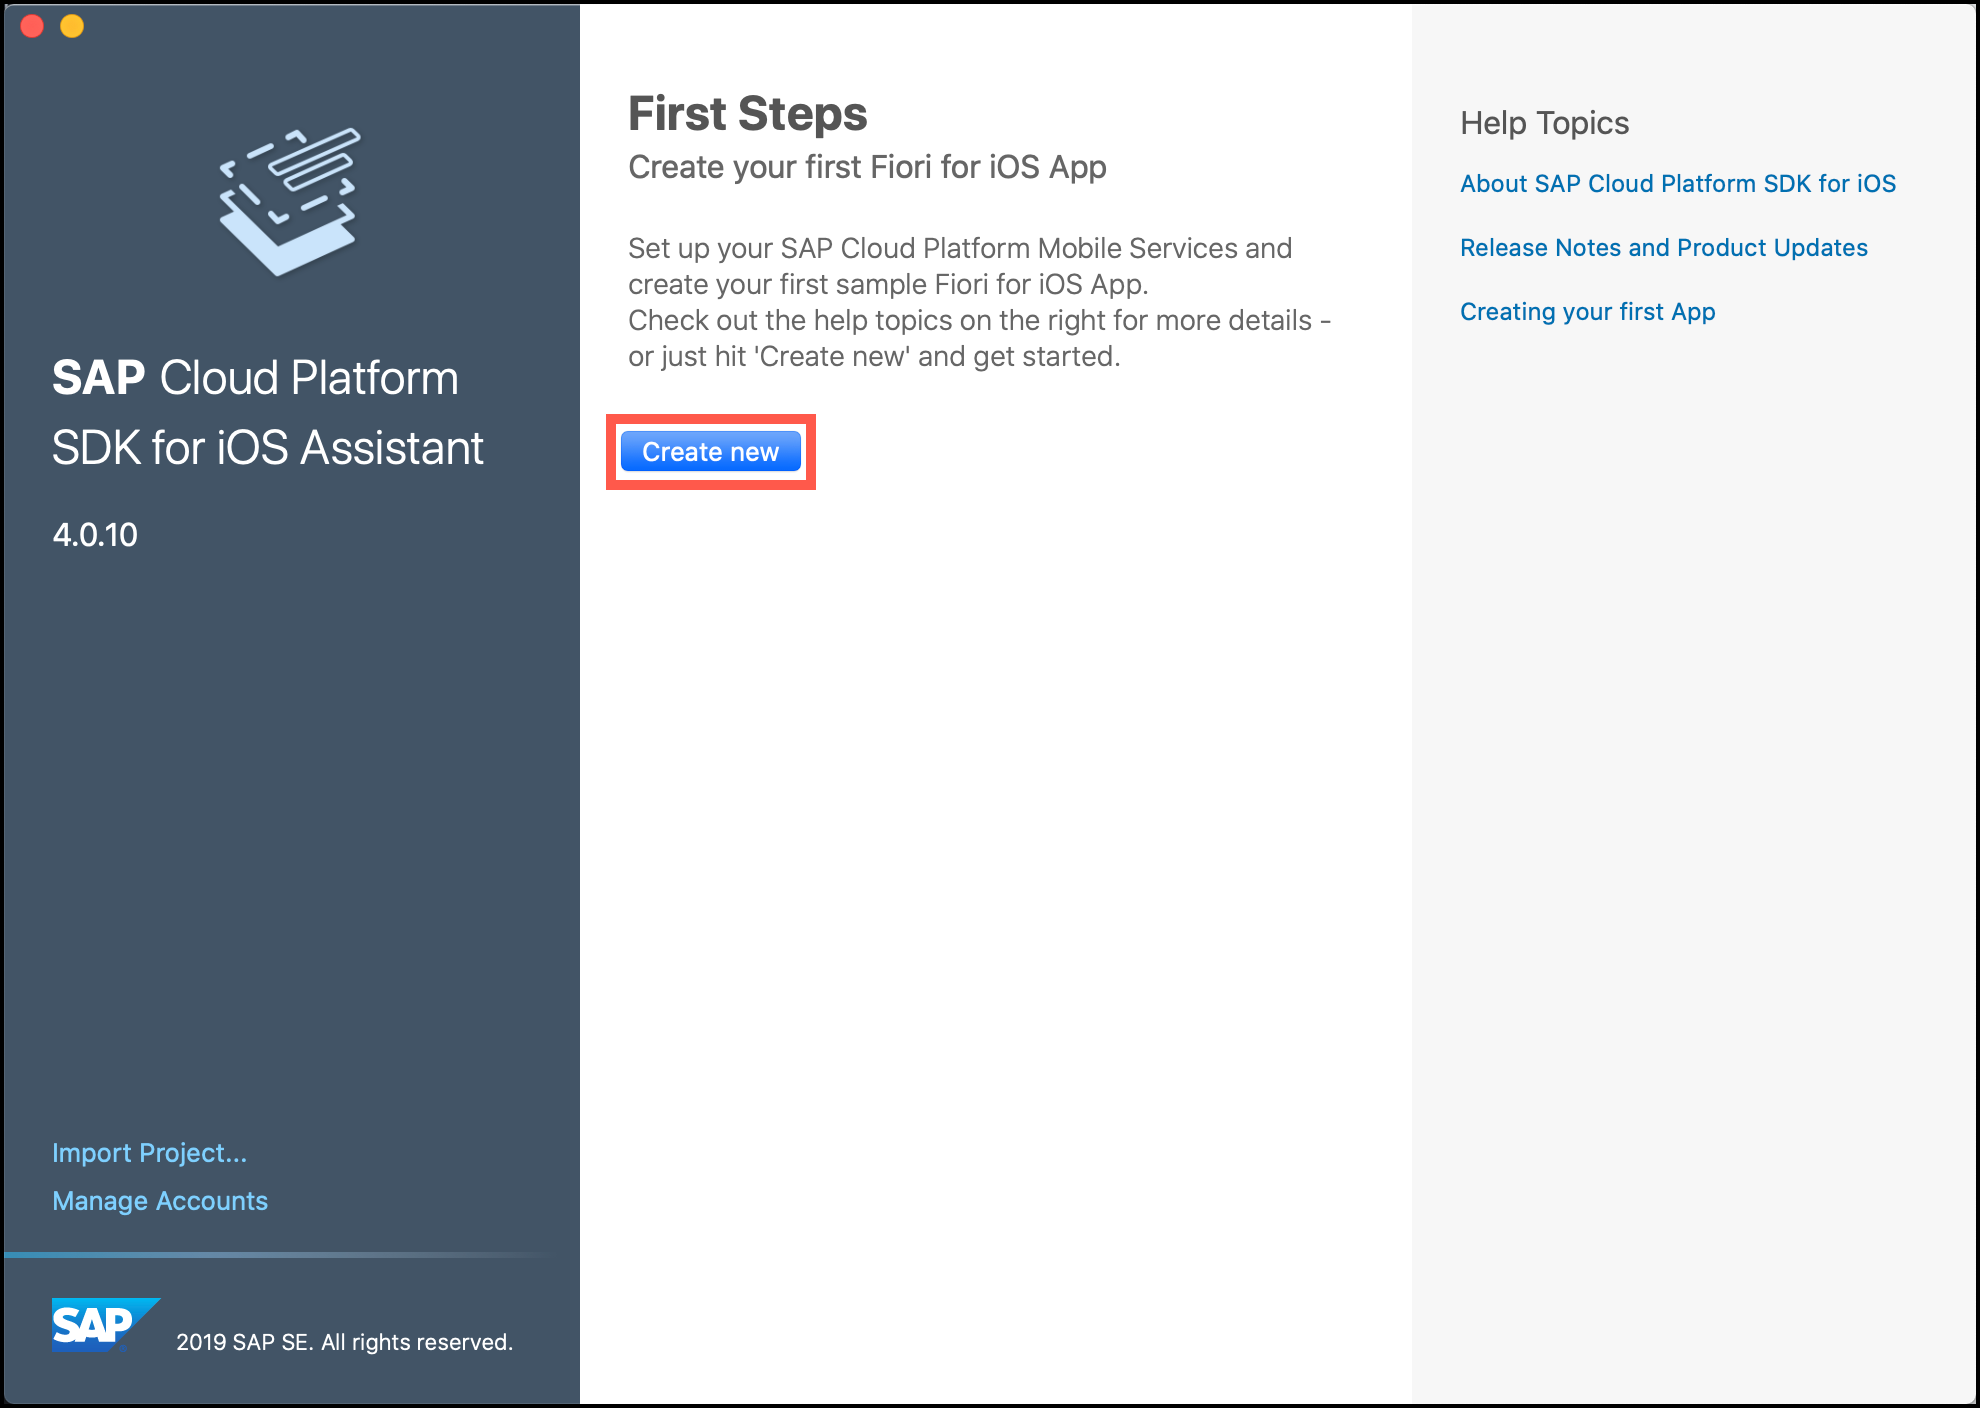 SAP Cloud Platform
SDK for iOS Assistant
4.0.10
Import Project...
Manage Accounts
SAP
2019 SAP SE. All rights reserved.
First Steps
Create your first Fiori for iOS App
Set up your SAP Cloud Platform Mobile Services and
create your first sample Fiori for iOS App.
Check out the help topics on the right for more details -
or just hit 'Create new' and get started.
Create new
Help Topics
About SAP Cloud Platform SDK for iOS
Release Notes and Product Updates
Creating your first App